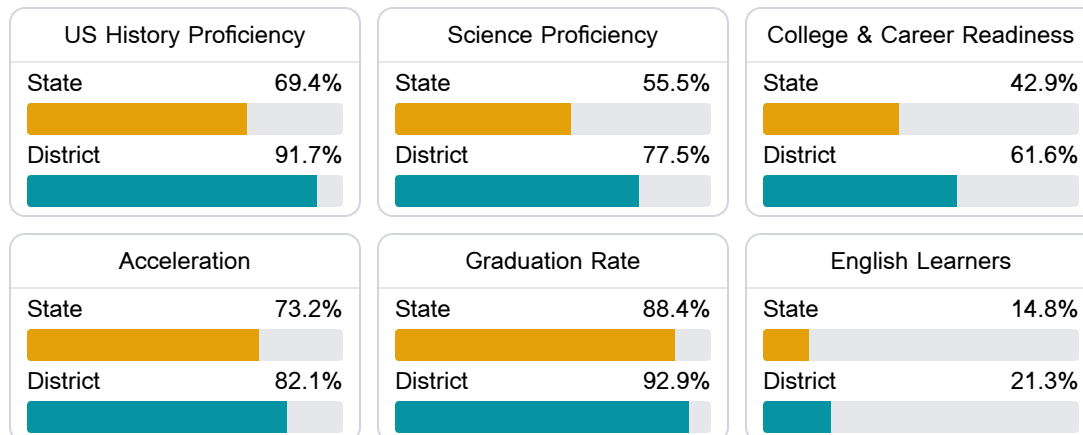 US History Proficiency
State 69.4%
District 91.7%
Science Proficiency
State 55.5%
District 77.5%
College & Career Readiness
State 42.9%
District 61.6%
Acceleration
State 73.2%
District 82.1%
Graduation Rate
State 88.4%
District 92.9%
English Learners
State 14.8%
District 21.3%